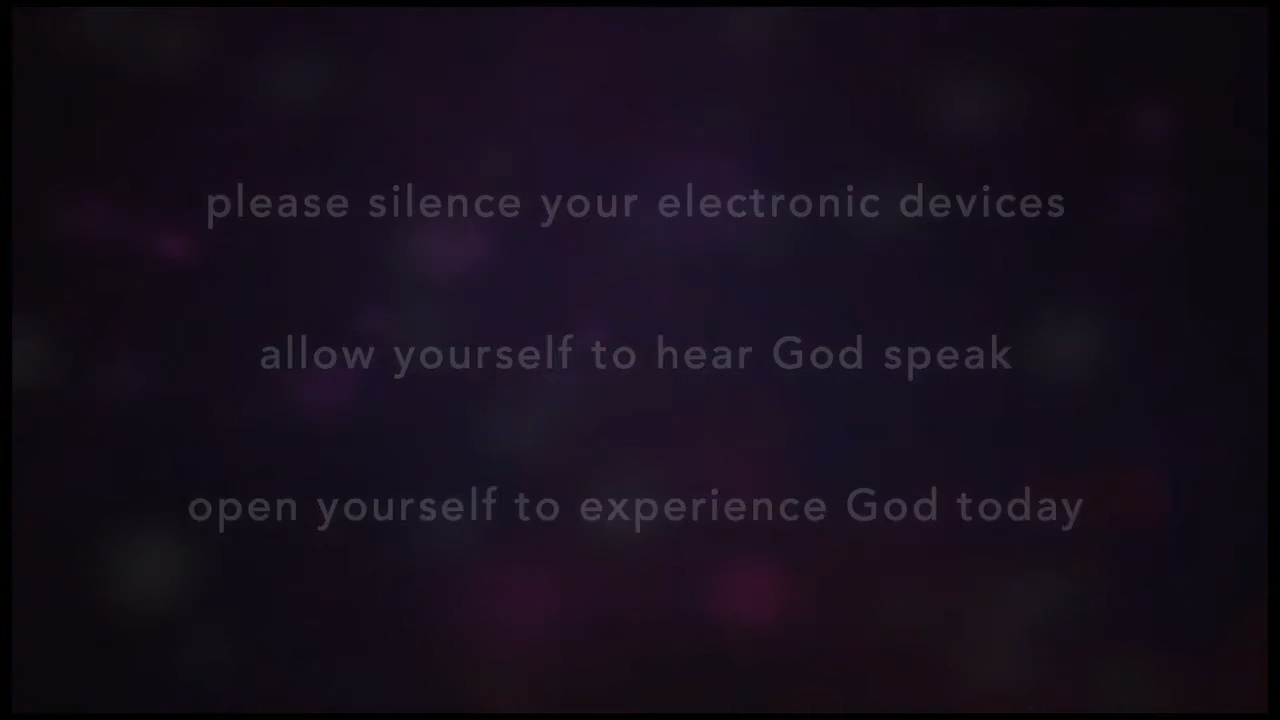 please silence your electronic devices
allow yourself to hear God speak
open yourself to experience God today